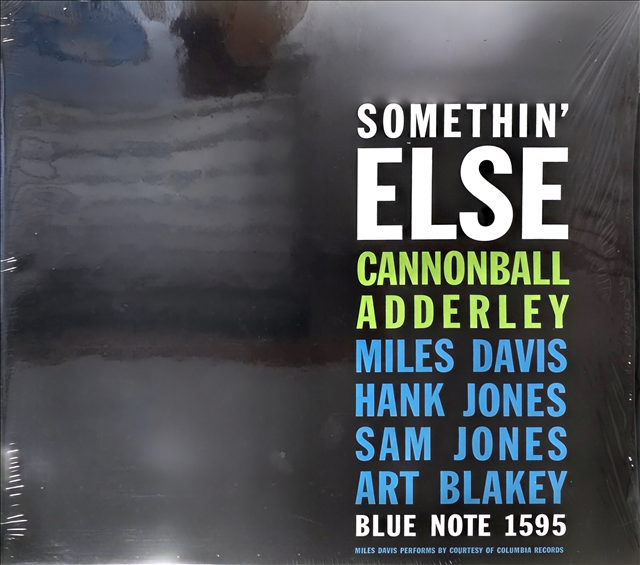 SOMETHIN'
ELSE
CANNONBALL
ADDERLEY
MILES DAVIS
HANK JONES
SAM JONES
ART BLAKEY
BLUE NOTE 1595
MILES DAVIS PERFORMS BY COURTESY OF COLUMBIA RECORDS